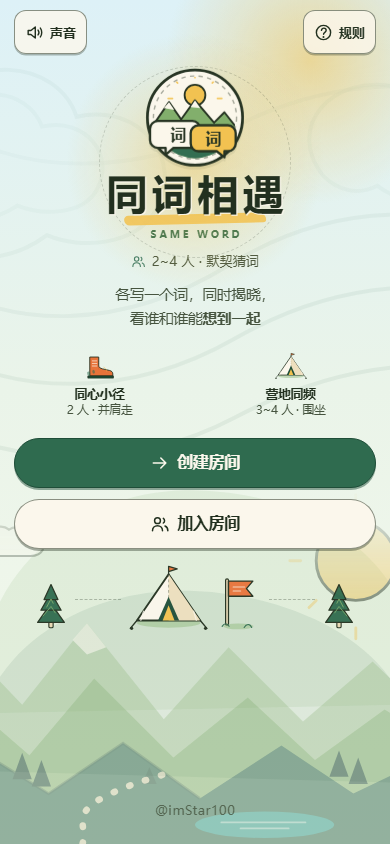 声音
规则
词
词
同词相遇
SAME WORD
2~4 人 · 默契猜词
各写一个词，同时揭晓，
看谁和谁能想到一起
同心小径
2 人 · 并肩走
营地同频
3~4 人 · 围坐
创建房间
加入房间
@imStar100